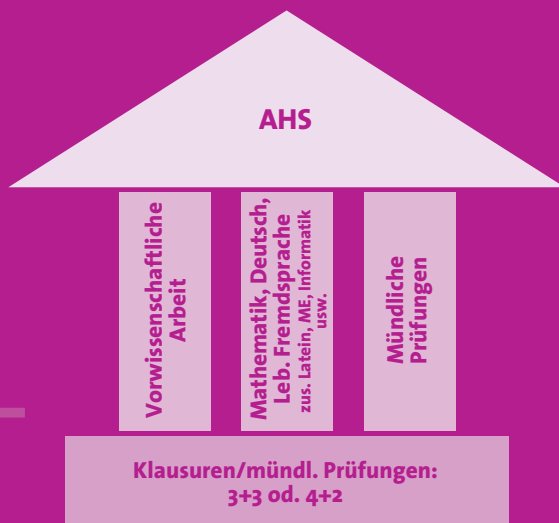 AHS
Vorwissenschaftliche
Arbeit
Mathematik, Deutsch,
Leb. Fremdsprache
zus. Latein, ME, Informatik
usw.
Mündliche
Prüfungen
Klausuren/mündl. Prüfungen:
3+3 od. 4+2